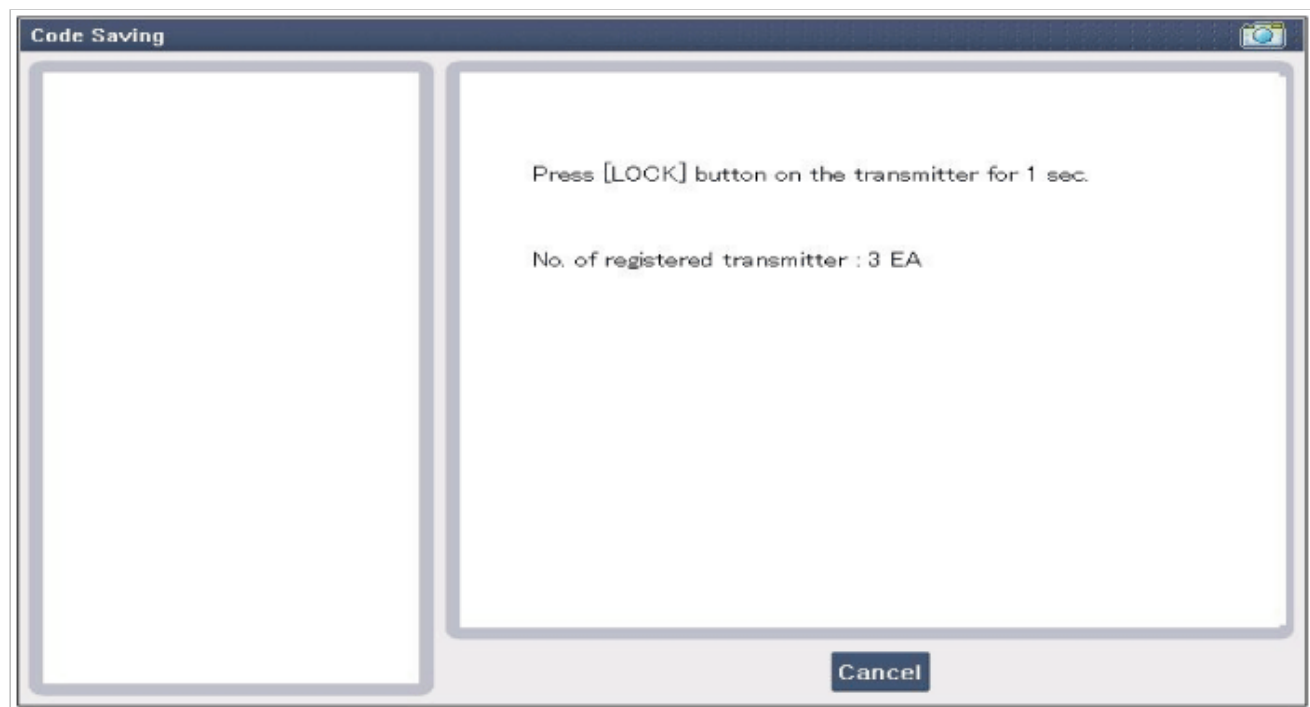 Code Saving
Press [LOCK] button on the transmitter for 1 sec.
No. of registered transmitter : 3 EA
Cancel